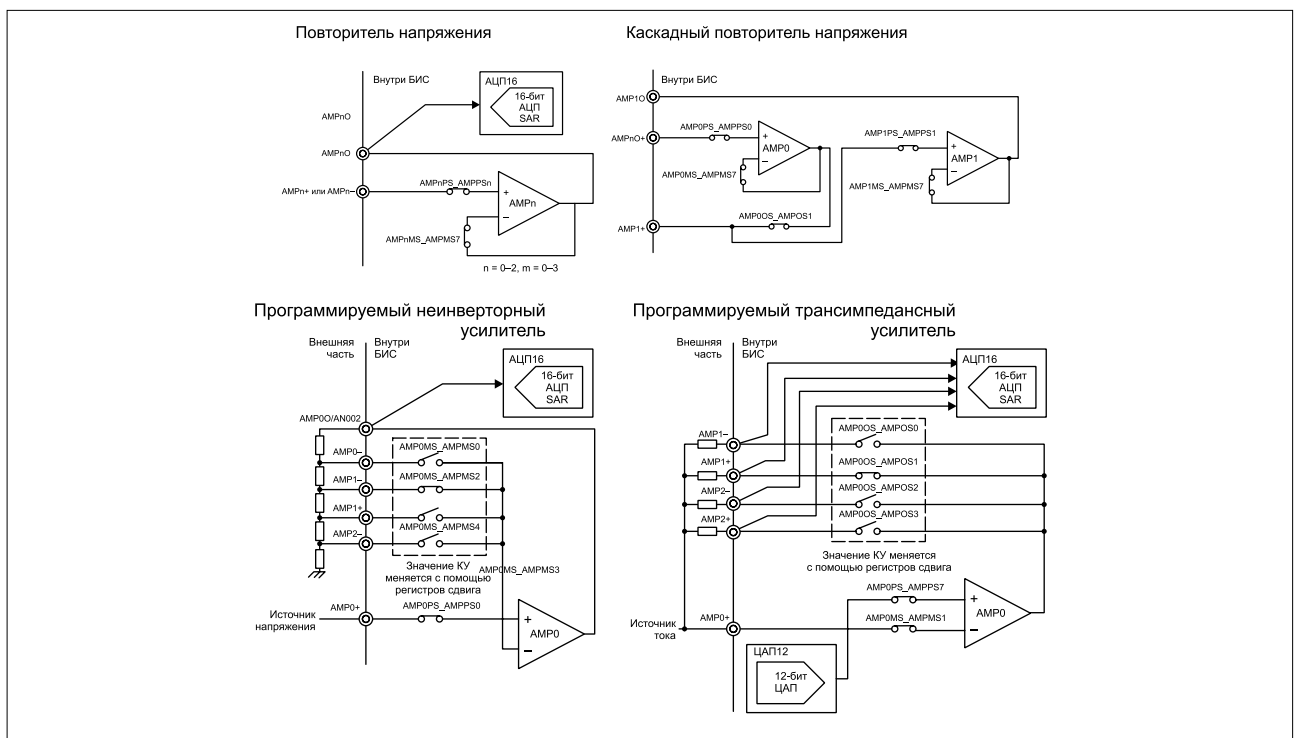 Повторитель напряжения
Внутри БИС
АЦП16
16-бит
АЦП
SAR
AMPnO
AMPnO
AMPn+ или AMPn–
AMPnPS_AMPPSn
+
AMPn
–
AMPnMS_AMPMS7
n = 0–2, m = 0–3
Каскадный повторитель напряжения
Внутри БИС
AMP1O
AMPnO+
AMP0PS_AMPPS0
+
AMP0
–
AMP0MS_AMPMS7
AMP1PS_AMPPS1
+
AMP1
–
AMP1MS_AMPMS7
AMP1+
AMP0OS_AMPOS1
Программируемый неинверторный
усилитель
Внешняя
часть
Внутри
БИС
АЦП16
16-бит
АЦП
SAR
AMP0O/AN002
AMP0–
AMP0MS_AMPMS0
AMP1–
AMP0MS_AMPMS2
AMP1+
AMP2–
AMP0MS_AMPMS4
Значение КУ
меняется с помощью
регистров сдвига
AMP0MS_AMPMS3
Источник
напряжения
AMP0+
AMP0PS_AMPPS0
+
AMP0
–
Программируемый трансимпедансный
усилитель
Внешняя
часть
Внутри
БИС
АЦП16
16-бит
АЦП
SAR
AMP1–
AMP0OS_AMPOS0
AMP1+
AMP0OS_AMPOS1
AMP2–
AMP0OS_AMPOS2
AMP2+
AMP0OS_AMPOS3
Значение КУ меняется
с помощью регистров сдвига
AMP0PS_AMPPS7
+
AMP0
–
Источник
тока
AMP0+
AMP0MS_AMPMS1
ЦАП12
12-бит
ЦАП